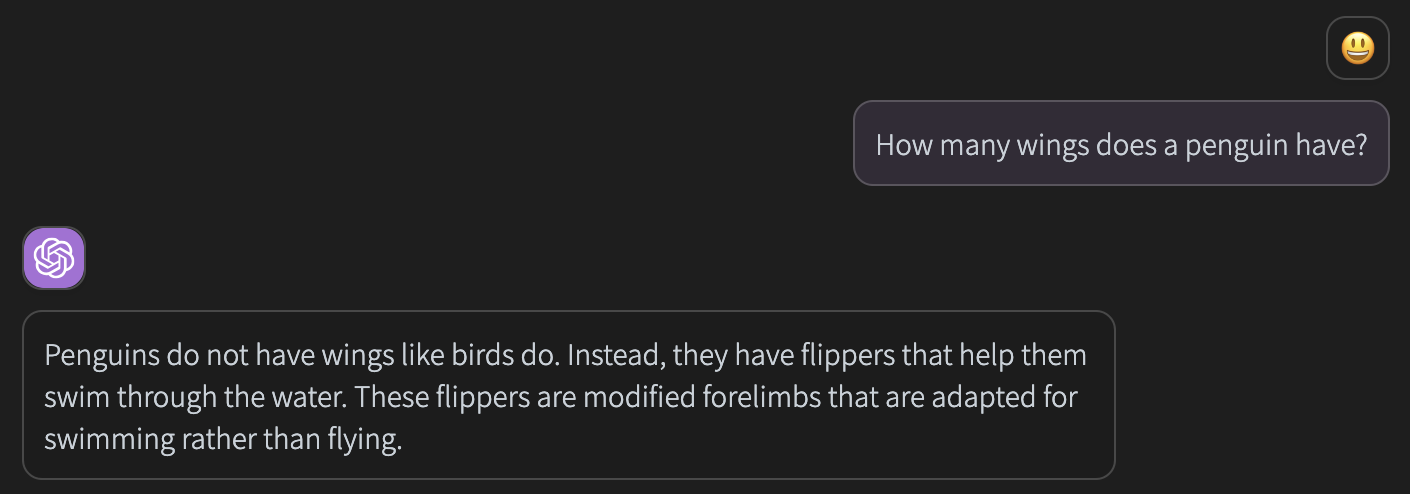 How many wings does a penguin have?
Penguins do not have wings like birds do. Instead, they have flippers that help them
swim through the water. These flippers are modified forelimbs that are adapted for
swimming rather than flying.